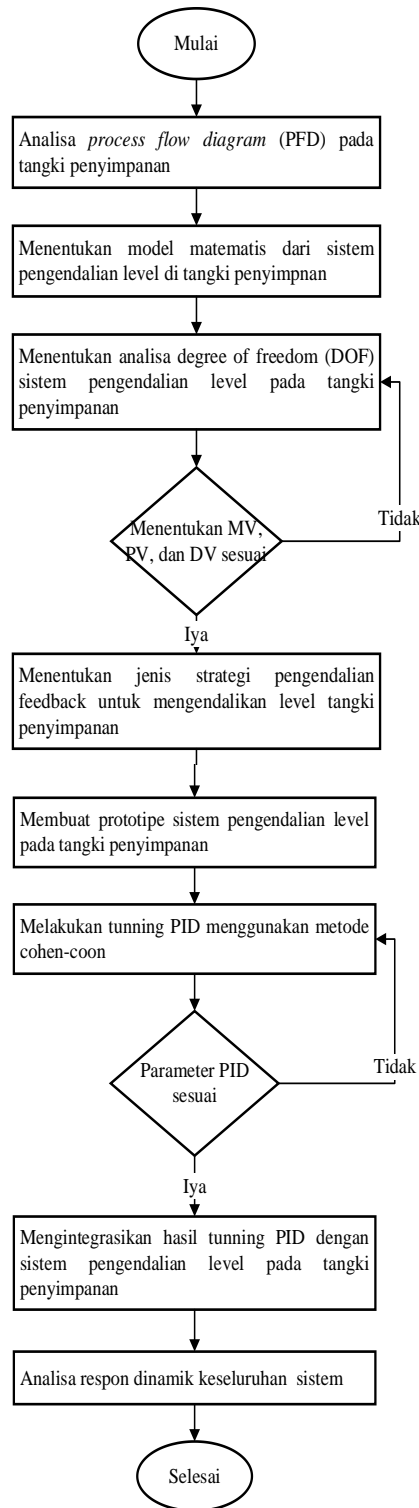 Mulai
Analisa process flow diagram (PFD) pada
tangki penyimpanan
Menentukan model matematis dari sistem
pengendalian level di tangki penyimpnan
Menentukan analisa degree of freedom (DOF)
sistem pengendalian level pada tangki
penyimpanan
Menentukan MV,
PV, dan DV sesuai
Tidak
Iya
Menentukan jenis strategi pengendalian
feedback untuk mengendalikan level tangki
penyimpanan
Membuat prototipe sistem pengendalian level
pada tangki penyimpanan
Melakukan tunning PID menggunakan metode
cohen-coon
Parameter PID
sesuai
Tidak
Iya
Mengintegrasikan hasil tunning PID dengan
sistem pengendalian level pada tangki
penyimpanan
Analisa respon dinamik keseluruhan sistem
Selesai